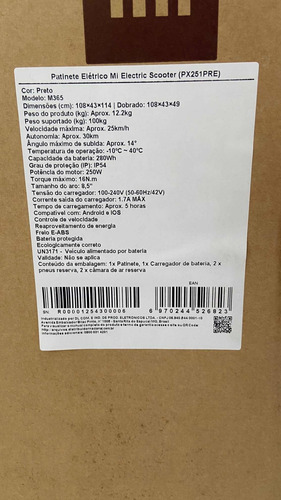 Patinete Elétrico Mi Electric Scooter (PX251PRE)
Cor: Preto
Modelo: M365
Dimensões (cm): 108×43×114 | Dobrado: 108×43×49
Peso do produto (kg): Aprox. 12.2kg
Peso suportado (kg): 100kg
Velocidade máxima: Aprox. 25km/h
Autonomia: Aprox. 30km
Ângulo máximo de subida: Aprox. 14°
Temperatura de operação: -10ºC ~ 40ºC
Capacidade da bateria: 280Wh
Grau de proteção (IP): IP54
Potência do motor: 250W
Torque máximo: 16N.m
Tamanho do aro: 8,5"
Tensão do carregador: 100-240V (50-60Hz/42V)
Corrente saída do carregador: 1.7A MAX
Tempo de carregamento: Aprox. 5 horas
Compatível com: Android e IOS
Controle de velocidade
Reaproveitamento de energia
Freio E-ABS
Bateria protegida
Ecologicamente correto
UN3171 - Veículo alimentado por bateria
Validade: Não se aplica
Conteúdo da embalagem: 1x Patinete, 1x Carregador de bateria, 2 x
pneus reserva, 2 x câmara de ar reserva
EAN
SN: R00001254300006
6 970244 526823